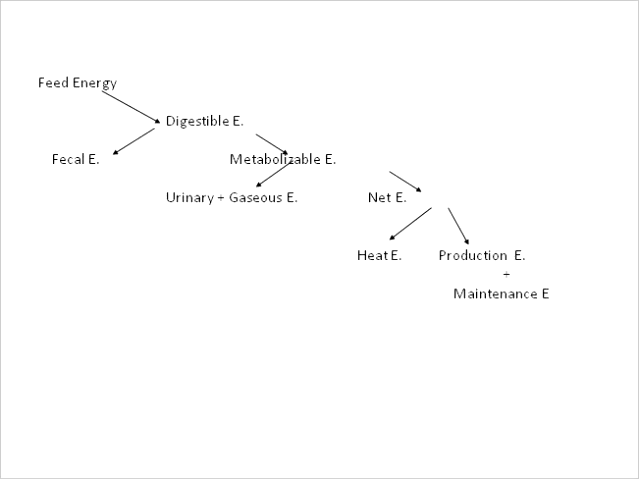 Feed Energy
Digestible E.
Fecal E.
Metabolizable E.
Urinary + Gaseous E.
Net E.
Heat E.
Production E.
+
Maintenance E